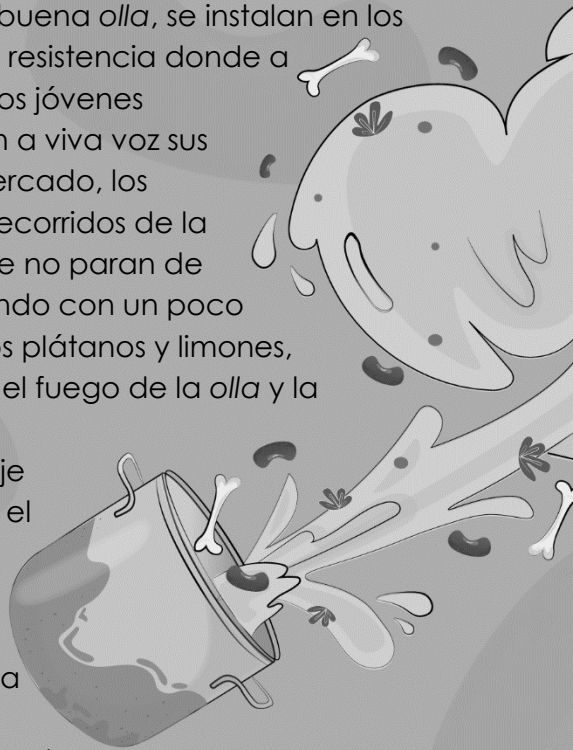 buena olla, se instalan en los
resistencia donde a
os jóvenes
n a viva voz sus
ercado, los
ecorridos de la
e no paran de
ndo con un poco
os plátanos y limones,
el fuego de la olla y la
je
el
a